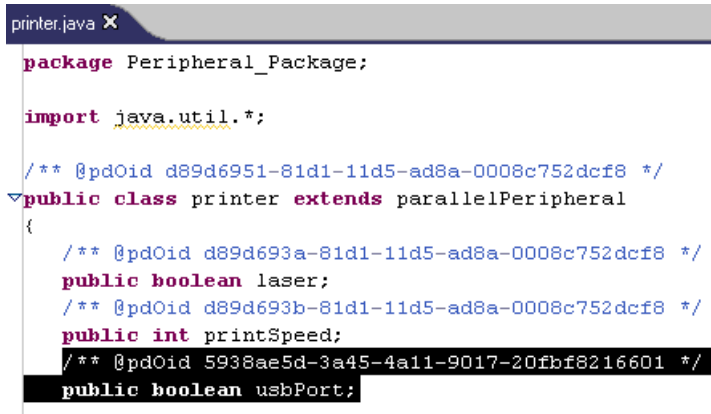 printer.java
package Peripheral_Package;
import java.util.*;
/** @pdOid d89d6951-81d1-11d5-ad8a-0008c752dcf8 */
public class printer extends parallelPeripheral
{
/** @pdOid d89d693a-81d1-11d5-ad8a-0008c752dcf8 */
public boolean laser;
/** @pdOid d89d693b-81d1-11d5-ad8a-0008c752dcf8 */
public int printSpeed;
/** @pdOid 5938ae5d-3a45-4a11-9017-20fbf8216601 */
public boolean usbPort;